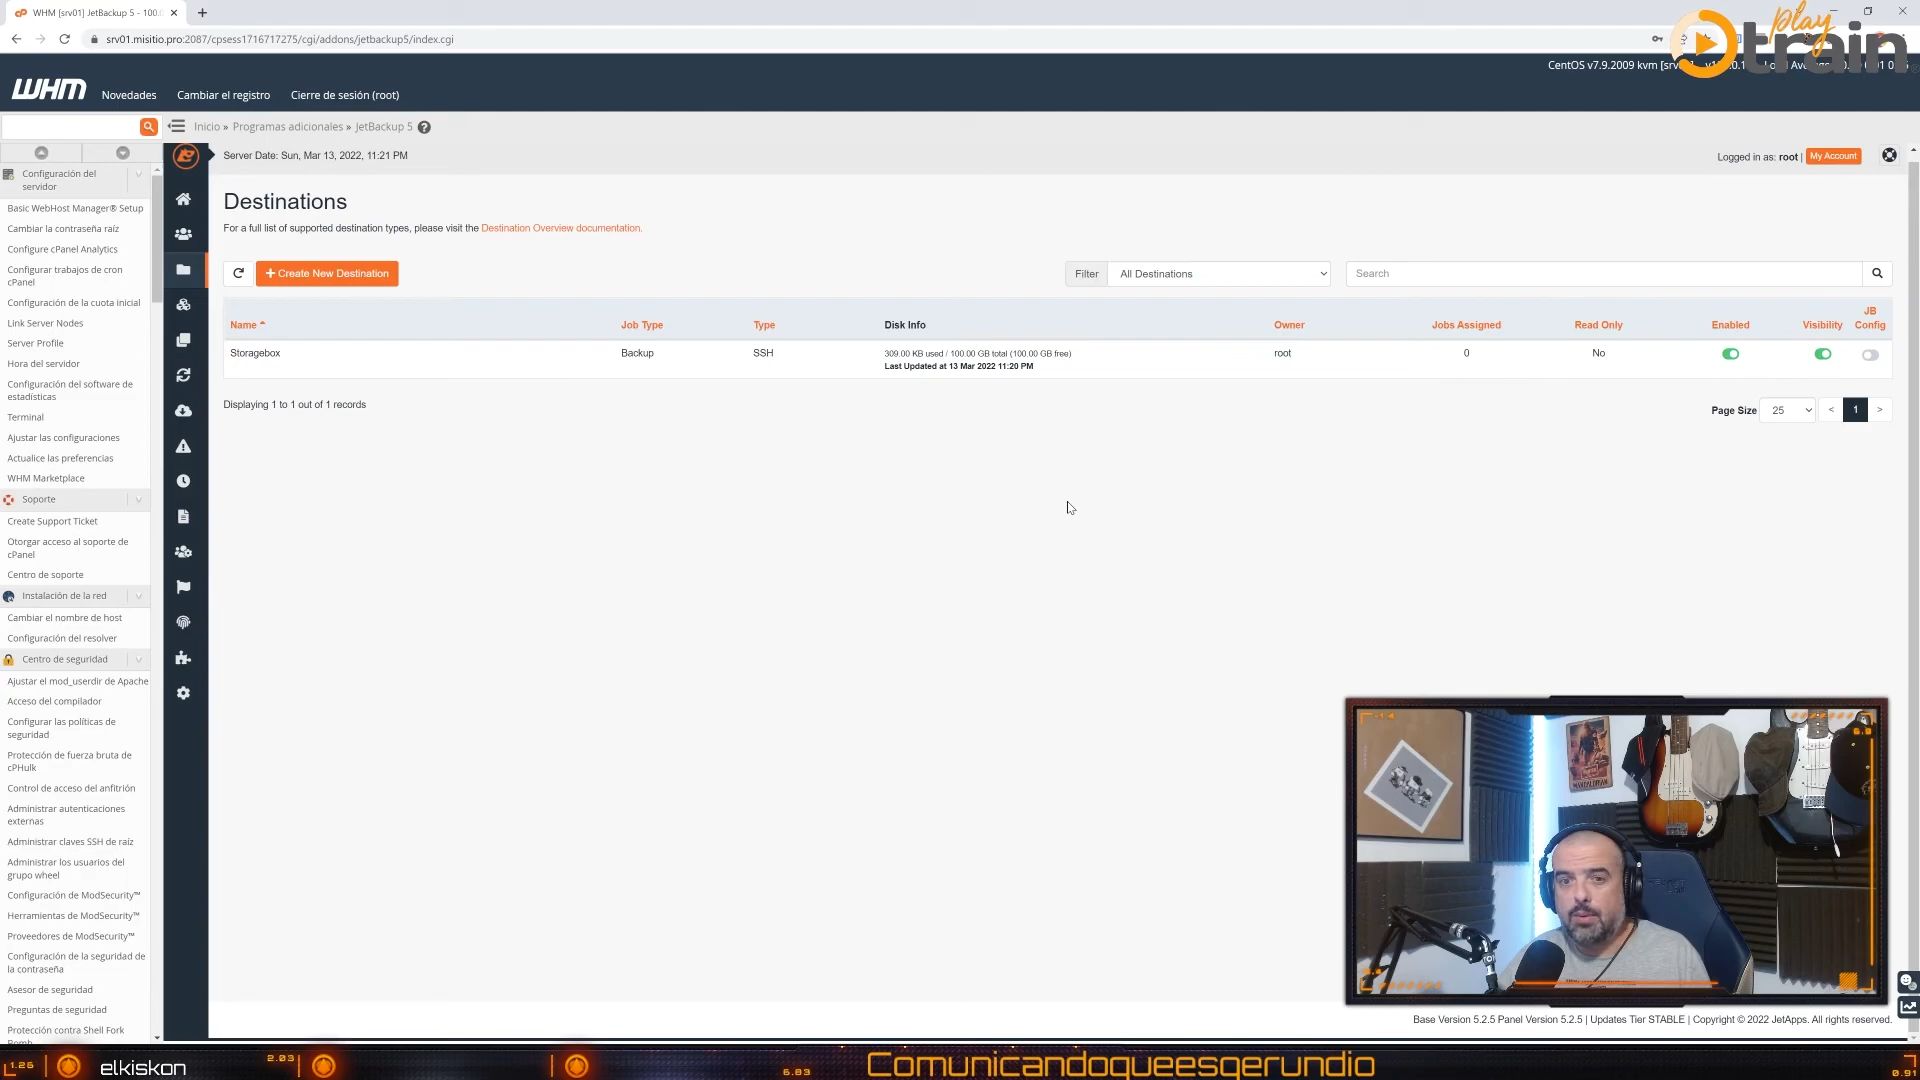 WHM [srv01] JetBackup 5 - 100.
srv01.misitio.pro:2087/cpsess1716717275/cgi/addons/jetbackup5/index.cgi
play
train
CentOS v7.9.2009 kvm
WHM
Novedades
Cambiar el registro
Cierre de sesión (root)
Inicio » Programas adicionales » JetBackup 5
Server Date: Sun, Mar 13, 2022, 11:21 PM
Logged in as: root | My Account
Configuración del
servidor
Basic WebHost Manager® Setup
Cambiar la contraseña raíz
Configure cPanel Analytics
Configurar trabajos de cron
cPanel
Configuración de la cuota inicial
Link Server Nodes
Server Profile
Hora del servidor
Configuración del software de
estadísticas
Terminal
Ajustar las configuraciones
Actualice las preferencias
WHM Marketplace
Soporte
Create Support Ticket
Otorgar acceso al soporte de
cPanel
Centro de soporte
Instalación de la red
Cambiar el nombre de host
Configuración del resolver
Centro de seguridad
Ajustar el mod_userdir de Apache
Acceso del compilador
Configurar las políticas de
seguridad
Protección de fuerza bruta de
cPHulk
Control de acceso del anfitrión
Administrar autenticaciones
externas
Administrar claves SSH de raíz
Administrar los usuarios del
grupo wheel
Configuración de ModSecurity™
Herramientas de ModSecurity™
Proveedores de ModSecurity™
Configuración de la seguridad de
la contraseña
Asesor de seguridad
Preguntas de seguridad
Protección contra Shell Fork
Destinations
For a full list of supported destination types, please visit the Destination Overview documentation.
Create New Destination
Filter
All Destinations
Search
Name Job Type Type Disk Info Owner Jobs Assigned Read Only Enabled Visibility JB Config
Storagebox Backup SSH 309.00 KB used / 100.00 GB total (100.00 GB free) root 0 No
Last Updated at 13 Mar 2022 11:20 PM
Displaying 1 to 1 out of 1 records
Page Size 25 < 1 >
Base Version 5.2.5 Panel Version 5.2.5 | Updates Tier STABLE | Copyright © 2022 JetApps. All rights reserved.
1.26
elkiskon
2.03
6.83
Comunicandoqueesgerundio
0.91